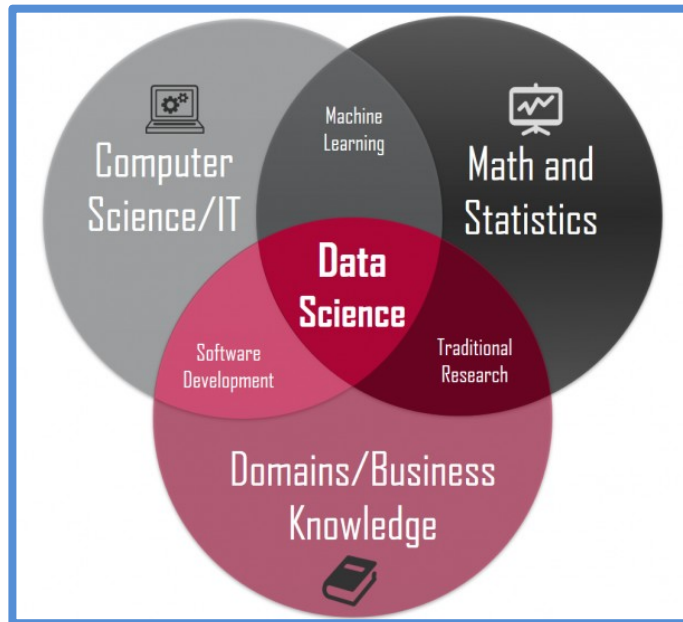 Machine
Learning
Computer
Science/IT
Math and
Statistics
Data
Science
Software
Development
Traditional
Research
Domains/Business
Knowledge